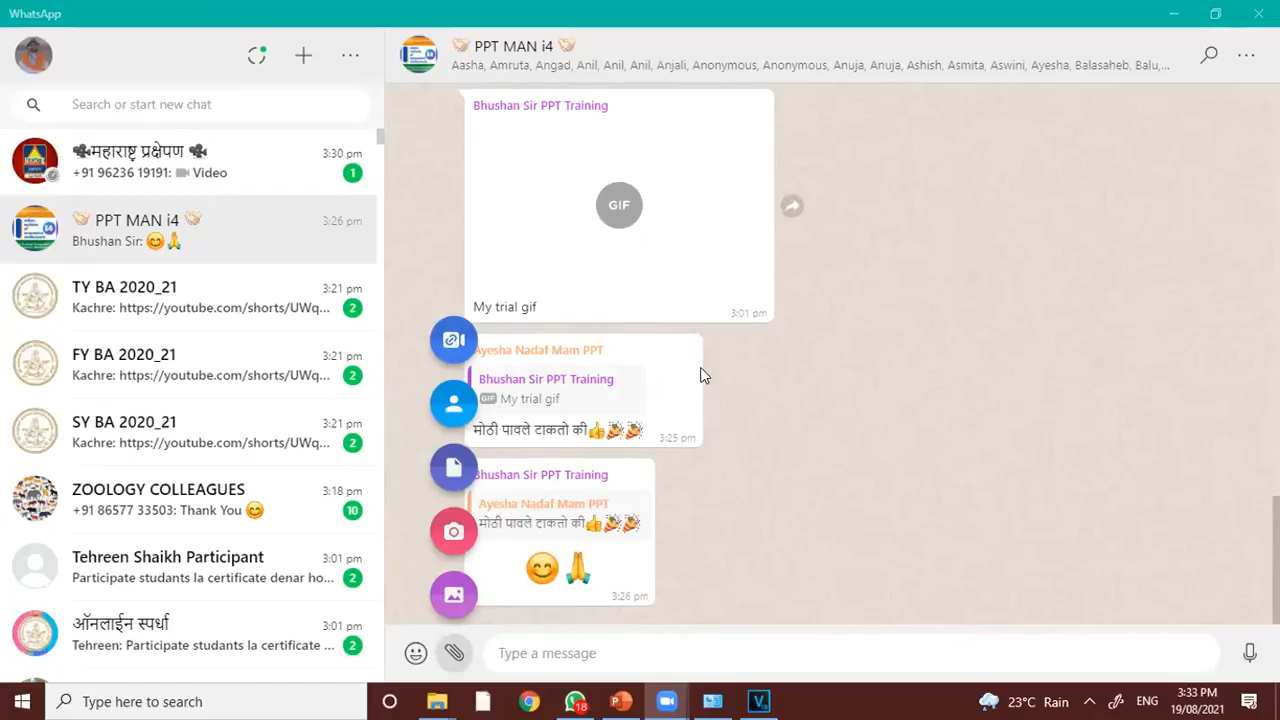 WhatsApp
Search or start new chat
महाराष्ट्र प्रक्षेपण
3:30 pm
+91 96236 19191: Video
1
PPT MAN i4
3:26 pm
Bhushan Sir: 😊🙏
TY BA 2020_21
3:21 pm
Kachre: https://youtube.com/shorts/UWq...
2
FY BA 2020_21
3:21 pm
Kachre: https://youtube.com/shorts/UWq...
2
SY BA 2020_21
3:21 pm
Kachre: https://youtube.com/shorts/UWq...
2
ZOOLOGY COLLEAGUES
3:18 pm
+91 86577 33503: Thank You 😊
10
Tehreen Shaikh Participant
3:01 pm
Participate students la certificate denar ho...
2
ऑनलाईन स्पर्धा
3:01 pm
Tehreen: Participate students la certificate ...
2
PPT MAN i4
Aasha, Amruta, Angad, Anil, Anil, Anil, Anjali, Anonymous, Anonymous, Anuja, Anuja, Ashish, Asmita, Aswini, Ayesha, Balasaheb, Balu,...
Bhushan Sir PPT Training
GIF
My trial gif
3:01 pm
Ayesha Nadaf Mam PPT
Bhushan Sir PPT Training
GIF My trial gif
मोठी पावले टाकतो की👍🎉🎉
3:25 pm
Bhushan Sir PPT Training
Ayesha Nadaf Mam PPT
मोठी पावले टाकतो की👍🎉🎉
😊🙏
3:26 pm
Type a message
Type here to search
18
23°C Rain
ENG
3:33 PM
19/08/2021